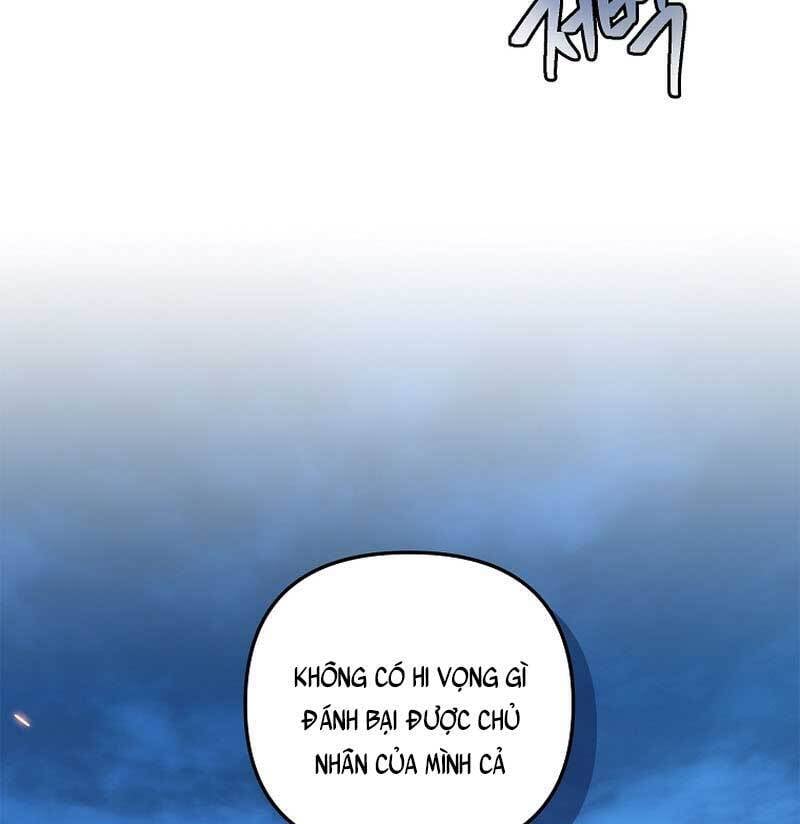 KHÔNG CÓ HI VỌNG GÌ
ĐÁNH BẠI ĐƯỢC CHỦ
NHÂN CỦA MÌNH CẢ